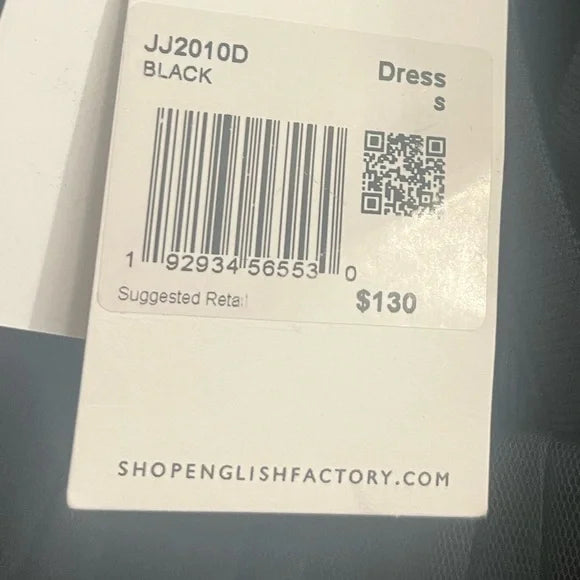 JJ2010D
BLACK
Dress
S
1 92934 56553 0
Suggested Retail
$130
SHOPENGLISHFACTORY.COM